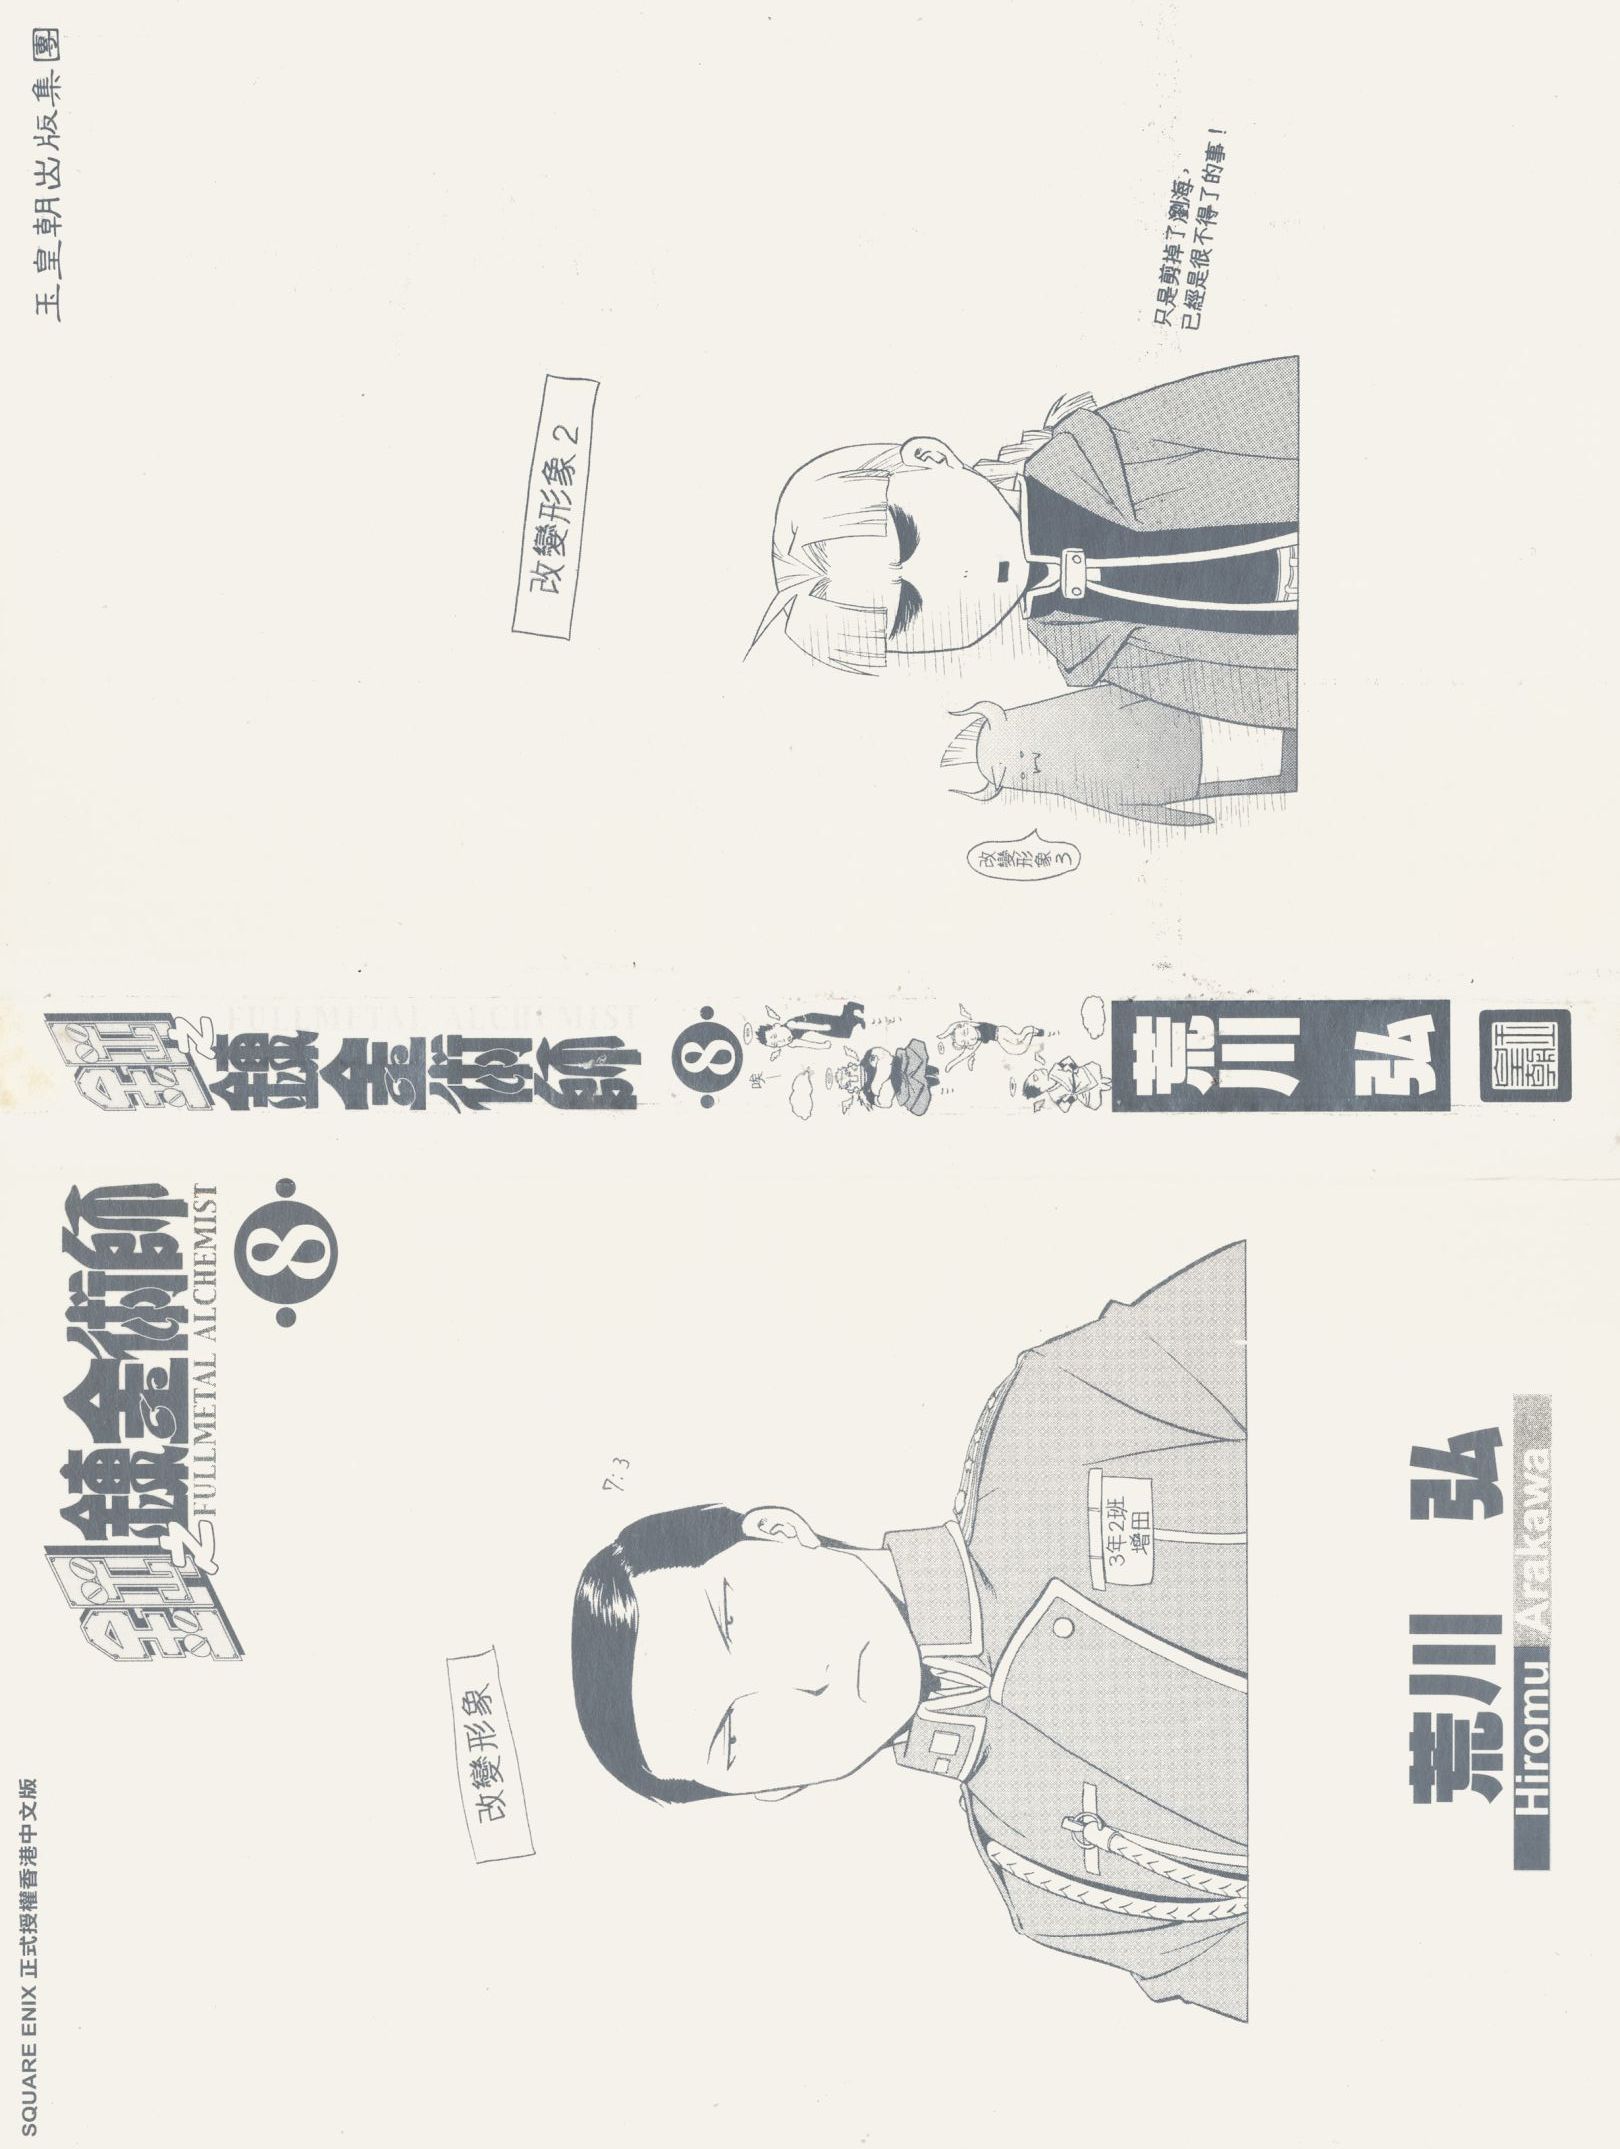 SQUARE ENIX 正式授權香港中文版
鋼之鍊金術師
FULLMETAL ALCHEMIST
8
改變形象
7:3
3年2班
增田
荒川 弘
Hiromu Arakawa
鋼之鍊金術師
FULLMETAL ALCHEMIST
8
唉
荒川 弘
玉皇朝出版集團
改變形象2
改變形象3
只是剪掉了瀏海，
已經是很不得了的事！